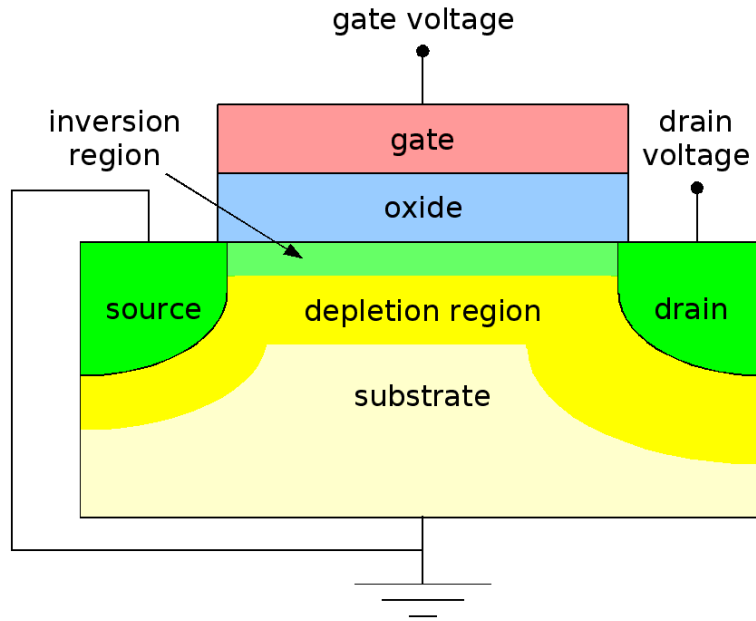 gate voltage
inversion
region
drain
voltage
gate
oxide
source
depletion region
drain
substrate